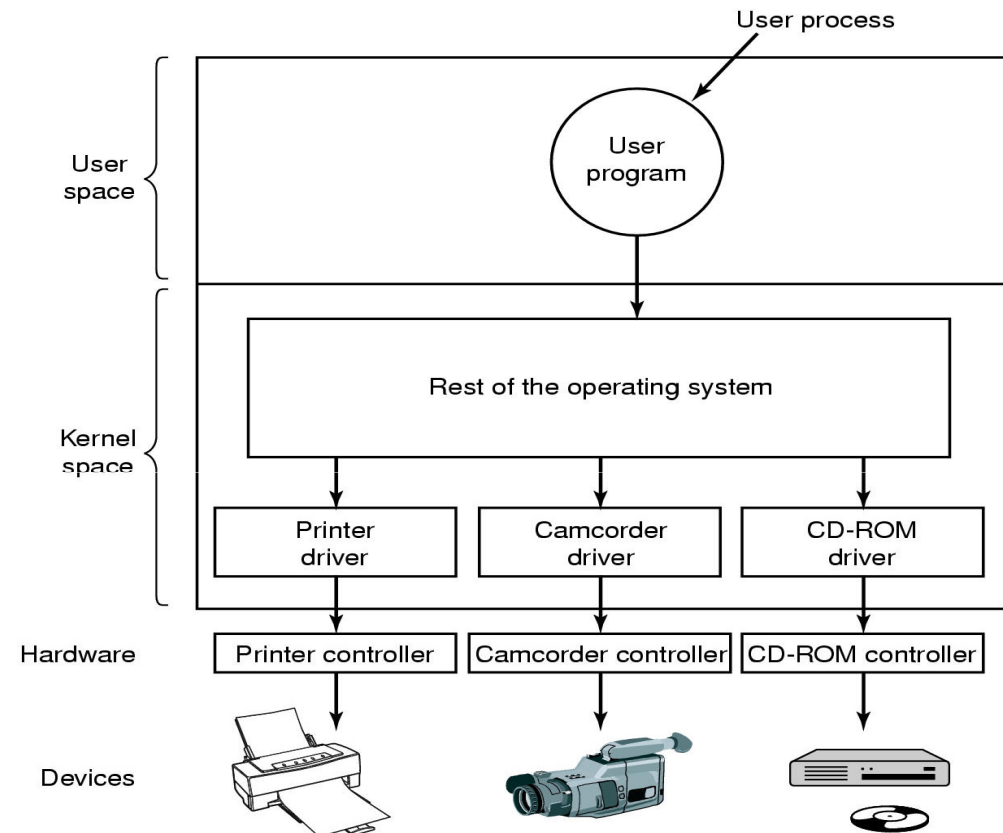 User process
User
program
User
space
Rest of the operating system
Kernel
space
Printer
driver
Camcorder
driver
CD-ROM
driver
Hardware
Printer controller
Camcorder controller
CD-ROM controller
Devices